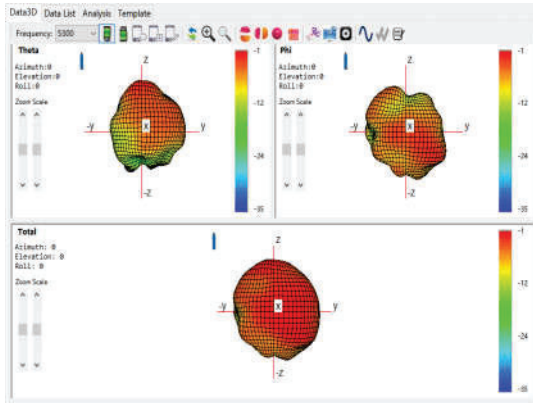 Data3D Data List Analysis Template
Frequency: 5300
Theta
Azimuth:0
Elevation:0
Roll:0
Zoom Scale
z
-y
x
y
-z
-1
-12
-24
-35
Phi
Azimuth:0
Elevation:0
Roll:0
Zoom Scale
z
-y
x
y
-z
-1
-12
-24
-35
Total
Azimuth: 0
Elevation: 0
Roll: 0
Zoom Scale
z
-y
x
y
-z
-1
-12
-24
-35